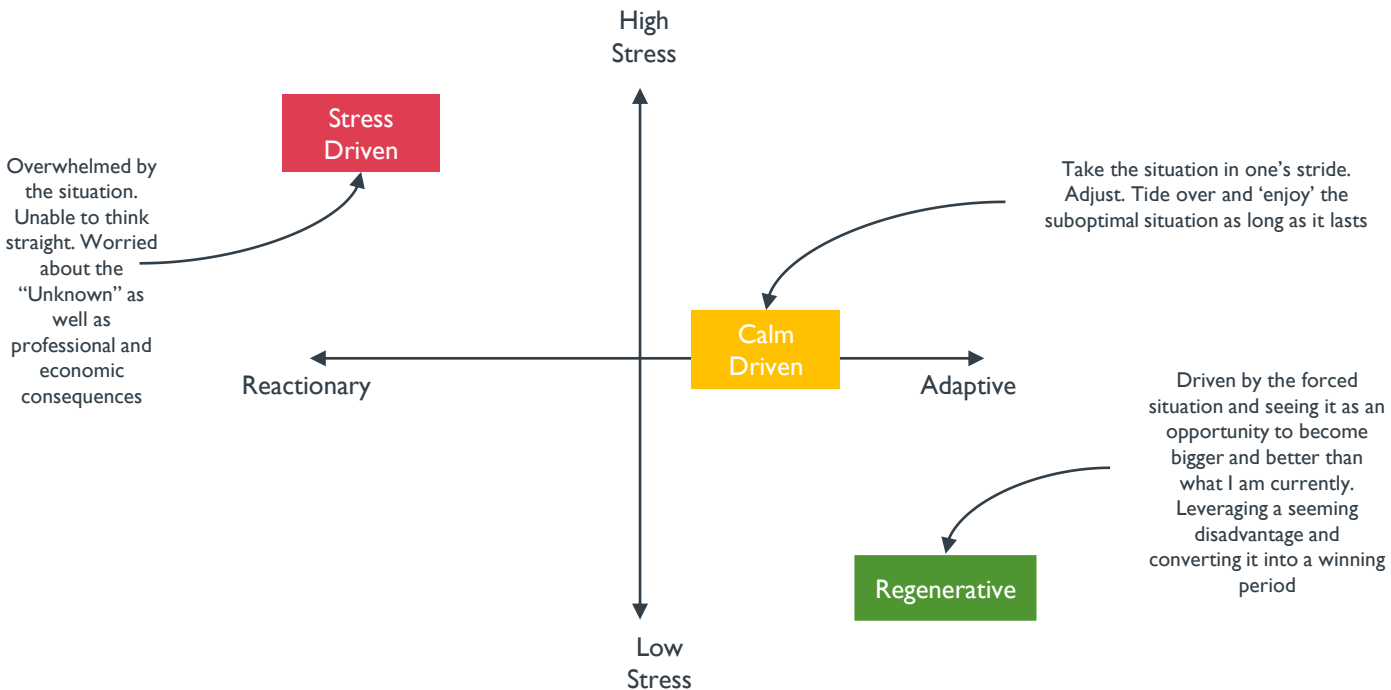 High
Stress
Stress
Driven
Overwhelmed by
the situation.
Unable to think
straight. Worried
about the
“Unknown” as
well as
professional and
economic
consequences
Take the situation in one’s stride.
Adjust. Tide over and ‘enjoy’ the
suboptimal situation as long as it lasts
Calm
Driven
Reactionary
Adaptive
Driven by the forced
situation and seeing it as an
opportunity to become
bigger and better than
what I am currently.
Leveraging a seeming
disadvantage and
converting it into a winning
period
Regenerative
Low
Stress